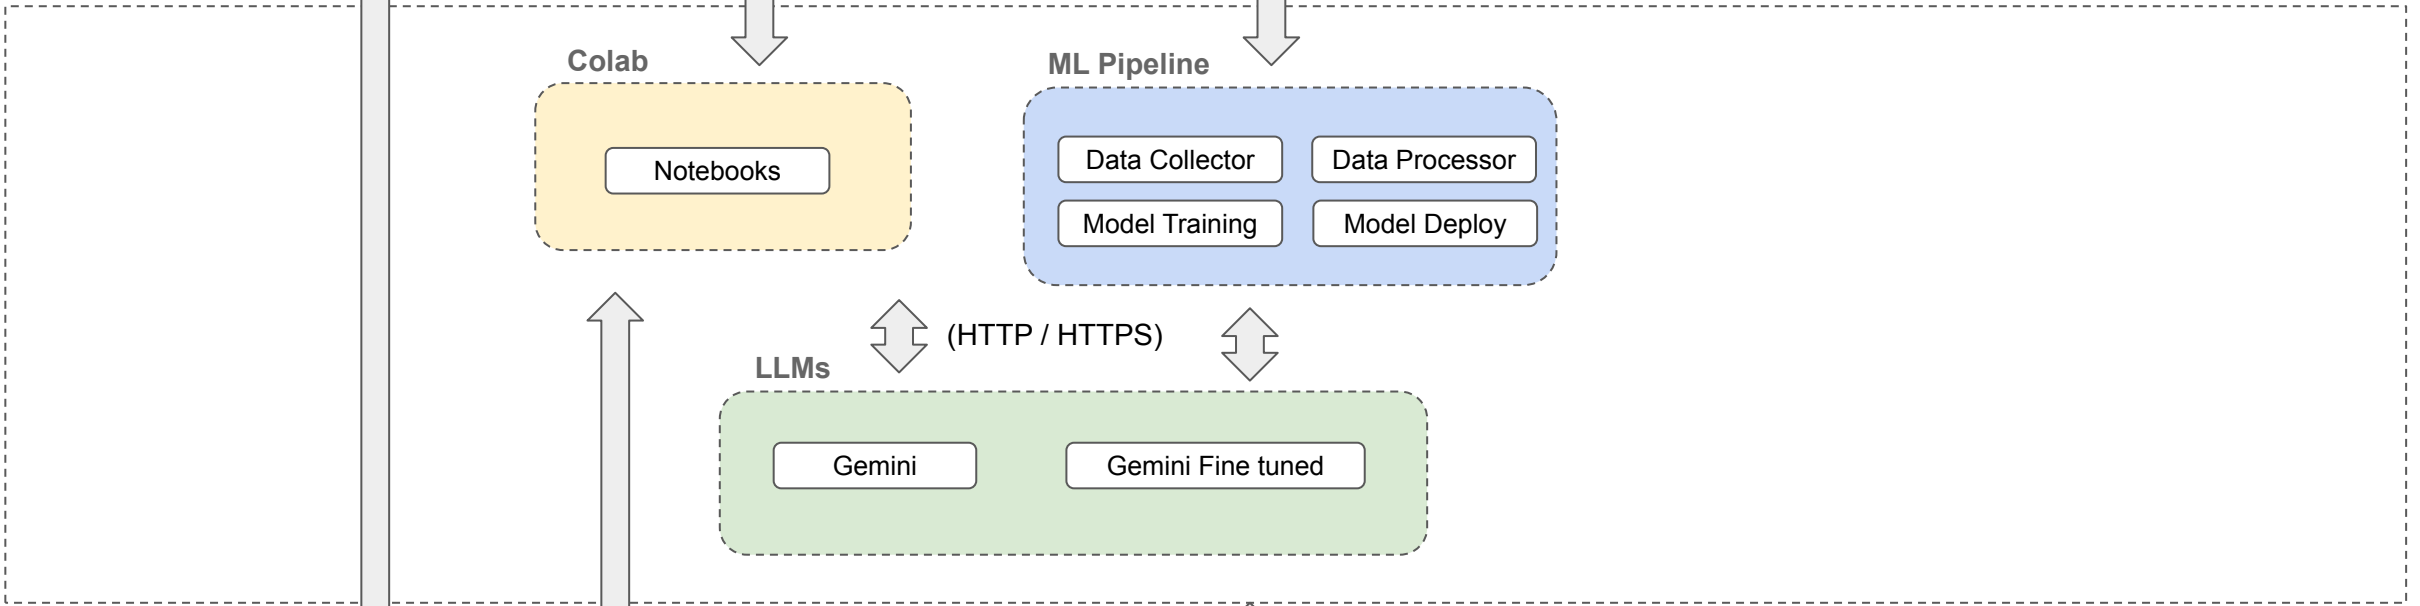 Colab
ML Pipeline
Notebooks
Data Collector
Data Processor
Model Training
Model Deploy
(HTTP / HTTPS)
LLMs
Gemini
Gemini Fine tuned